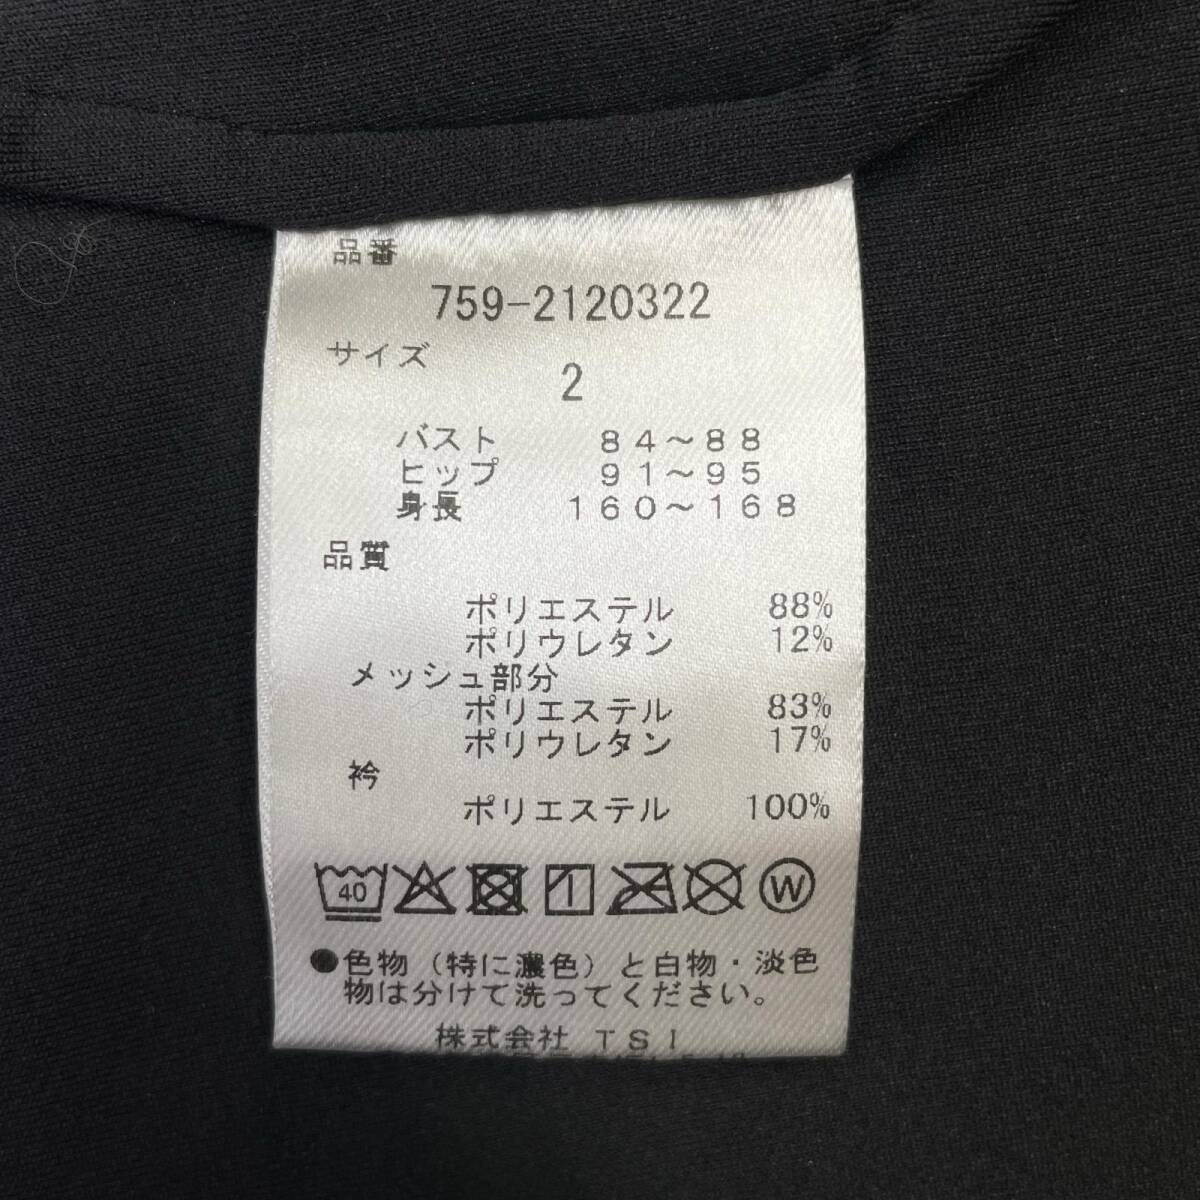 品番
759-2120322
サイズ
2
バスト 84~88
ヒップ 91~95
身長 160~168
品質
ポリエステル 88%
ポリウレタン 12%
メッシュ部分
ポリエステル 83%
ポリウレタン 17%
衿
ポリエステル 100%
40 W
●色物(特に濃色)と白物・淡色
物は分けて洗ってください。
株式会社 TSI